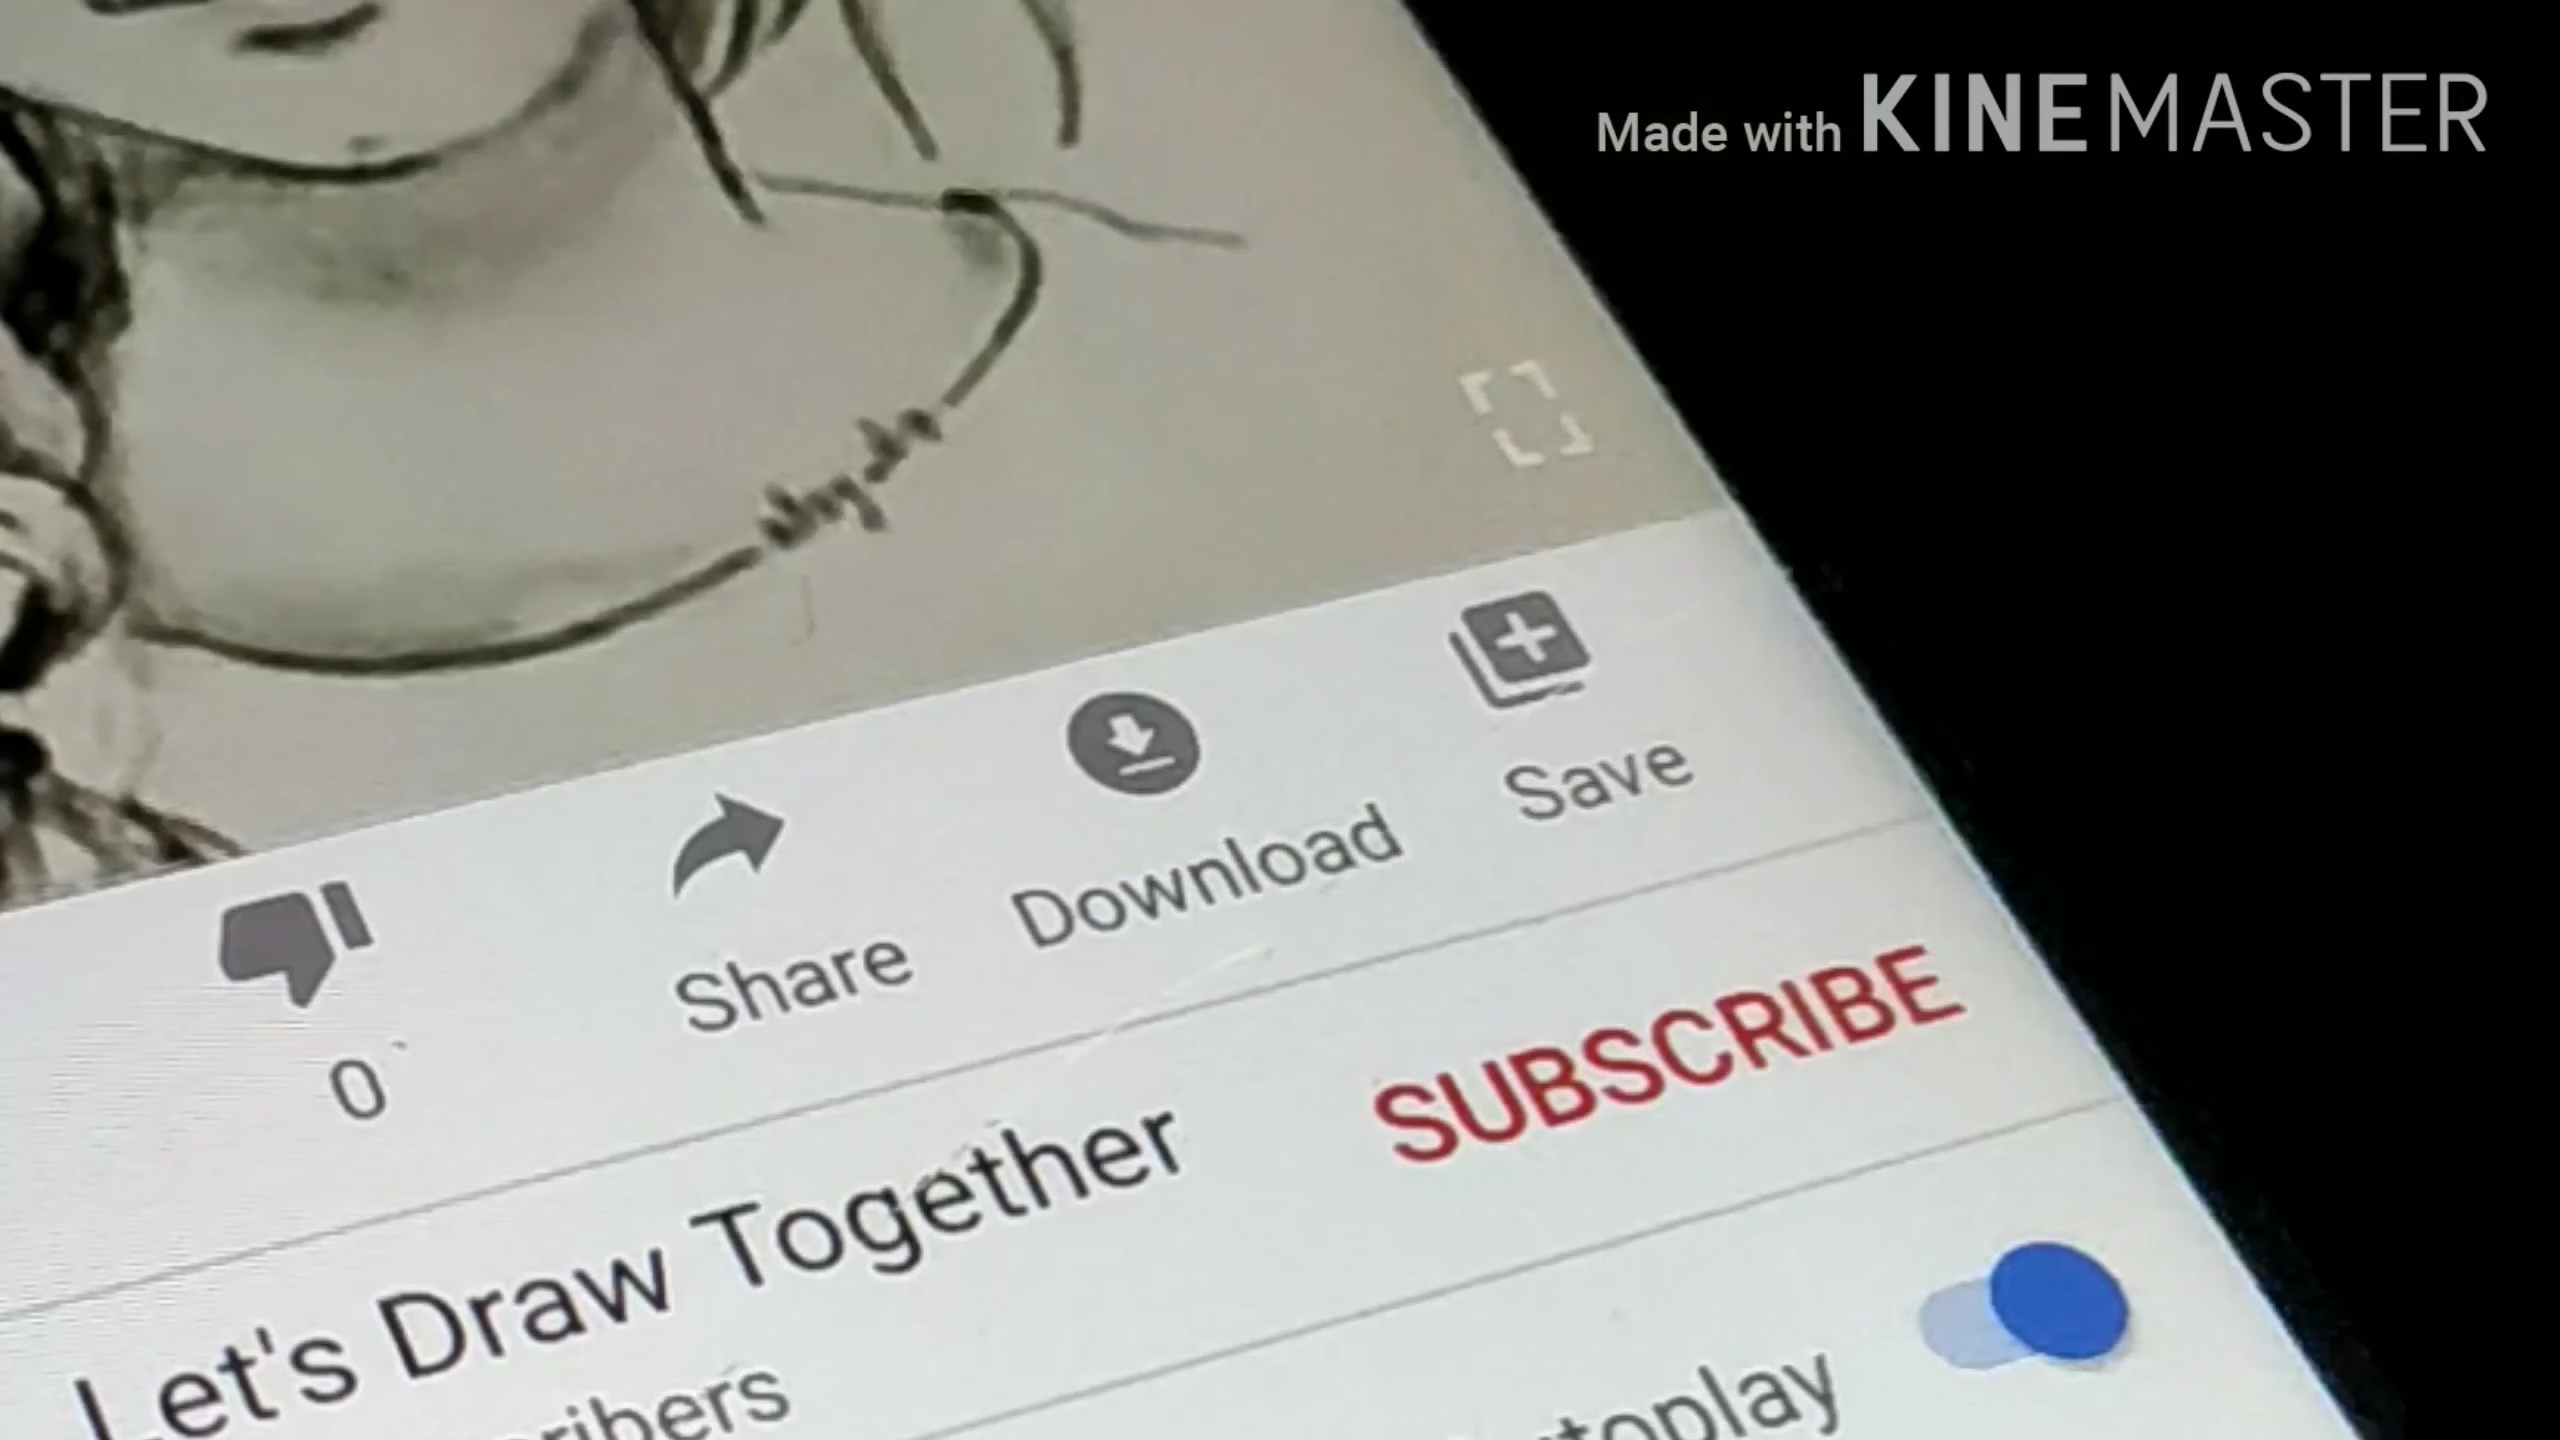 Made with KINEMASTER
Save
Download
Share
0
SUBSCRIBE
Let's Draw Together